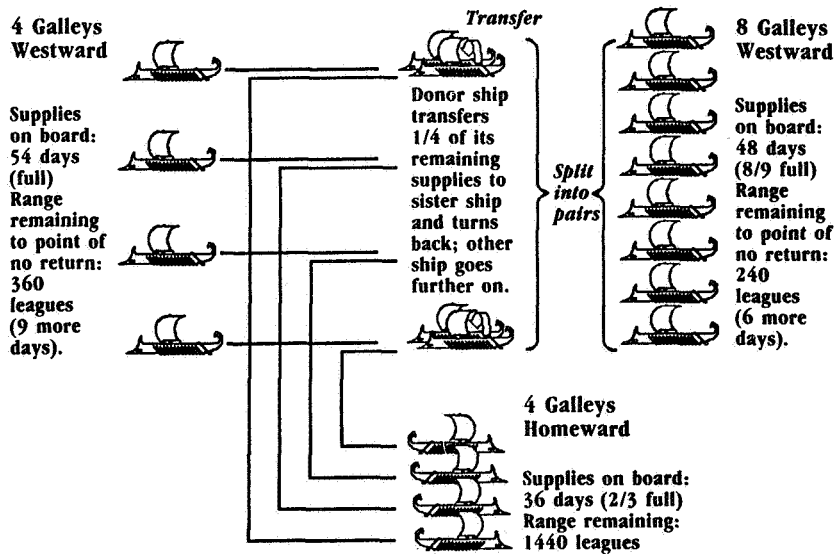 4 Galleys
Westward
Supplies
on board:
54 days
(full)
Range
remaining
to point of
no return:
360
leagues
(9 more
days).
Transfer
Donor ship
transfers
1/4 of its
remaining
supplies to
sister ship
and turns
back; other
ship goes
further on.
Split
into
pairs
8 Galleys
Westward
Supplies
on board:
48 days
(8/9 full)
Range
remaining
to point of
no return:
240
leagues
(6 more
days).
4 Galleys
Homeward
Supplies on board:
36 days (2/3 full)
Range remaining:
1440 leagues